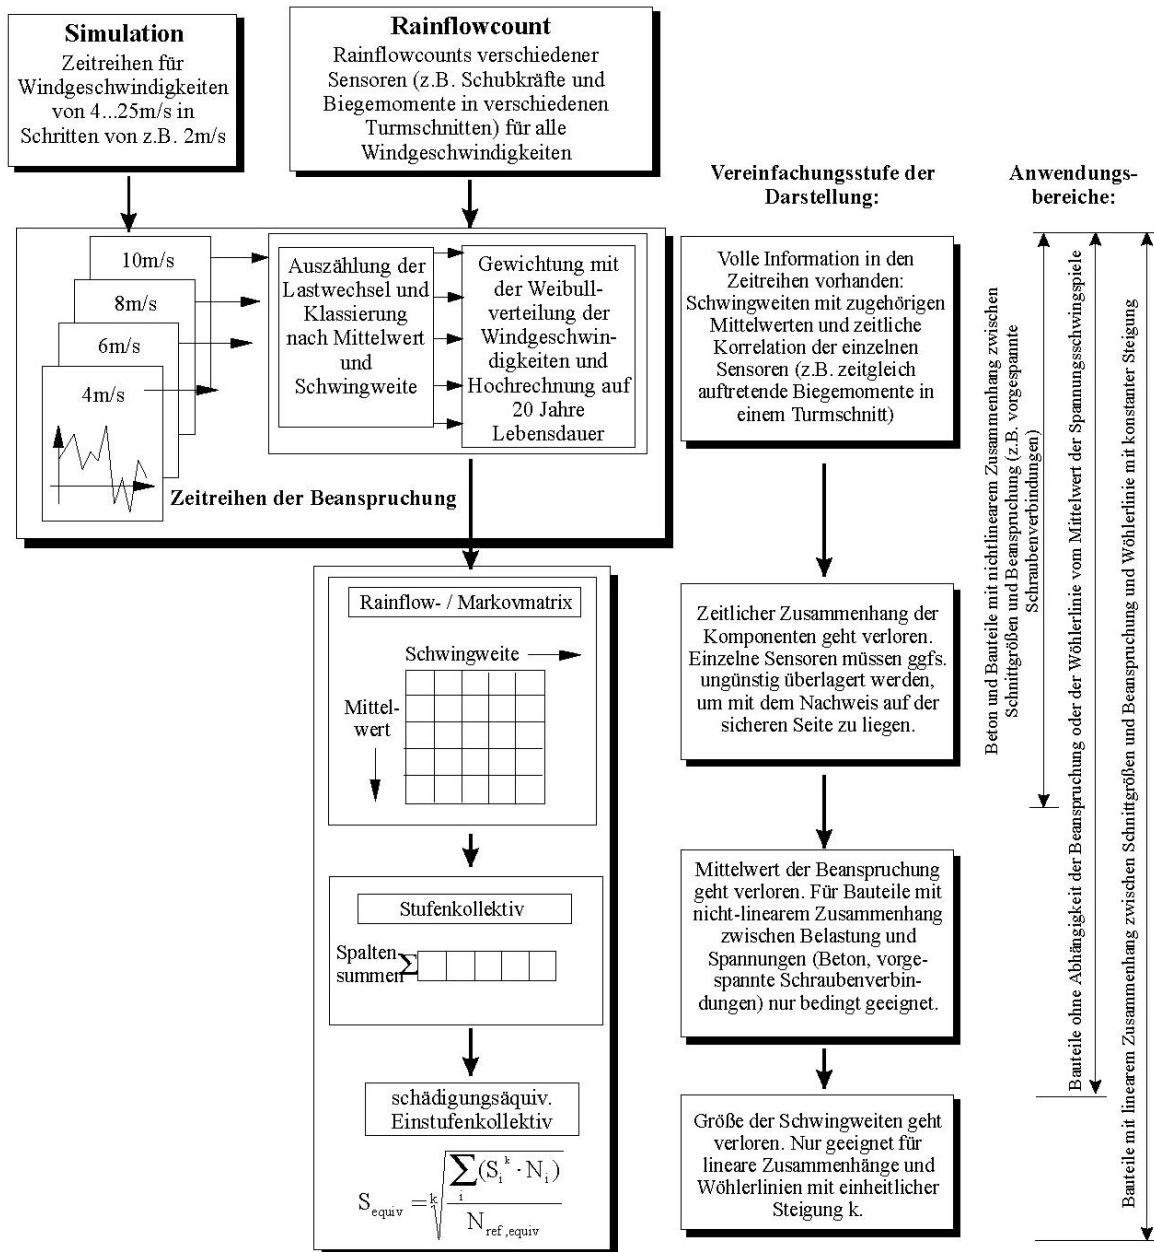 Simulation
Zeitreihen für
Windgeschwindigkeiten
von 4...25m/s in
Schritten von z.B. 2m/s
Rainflowcount
Rainflowcounts verschiedener
Sensoren (z.B. Schubkräfte und
Biegemomente in verschiedenen
Turmschnitten) für alle
Windgeschwindigkeiten
Vereinfachungsstufe der
Darstellung:
Anwendungs-
bereiche:
10m/s
8m/s
6m/s
4m/s
Auszählung der
Lastwechsel und
Klassierung
nach Mittelwert
und
Schwingweite
Gewichtung mit
der Weibull-
verteilung der
Windgeschwin-
digkeiten und
Hochrechnung auf
20 Jahre
Lebensdauer
Zeitreihen der Beanspruchung
Volle Information in den
Zeitreihen vorhanden:
Schwingweiten mit zugehörigen
Mittelwerten und zeitliche
Korrelation der einzelnen
Sensoren (z.B. zeitgleich
auftretende Biegemomente in
einem Turmschnitt)
Rainflow- / Markovmatrix
Schwingweite
Mittel-
wert
Zeitlicher Zusammenhang der
Komponenten geht verloren.
Einzelne Sensoren müssen ggfs.
ungünstig überlagert werden,
um mit dem Nachweis auf der
sicheren Seite zu liegen.
Stufenkollektiv
Spalten
summen Σ
Mittelwert der Beanspruchung
geht verloren. Für Bauteile mit
nicht-linearem Zusammenhang
zwischen Belastung und
Spannungen (Beton, vorge-
spannte Schraubenverbin-
dungen) nur bedingt geeignet.
schädigungsäquiv.
Einstufenkollektiv
S_equiv = ᵏ√(∑_i (S_i^k · N_i) / N_ref,equiv)
Größe der Schwingweiten geht
verloren. Nur geeignet für
lineare Zusammenhänge und
Wöhlerlinien mit einheitlicher
Steigung k.
Beton und Bauteile mit nichtlinearem Zusammenhang zwischen
Schnittgrößen und Beanspruchung (z.B. vorgespannte
Schraubenverbindungen)
Bauteile ohne Abhängigkeit der Beanspruchung oder der Wöhlerlinie vom Mittelwert der Spannungsschwingspiele
Bauteile mit linearem Zusammenhang zwischen Schnittgrößen und Beanspruchung und Wöhlerlinie mit konstanter Steigung